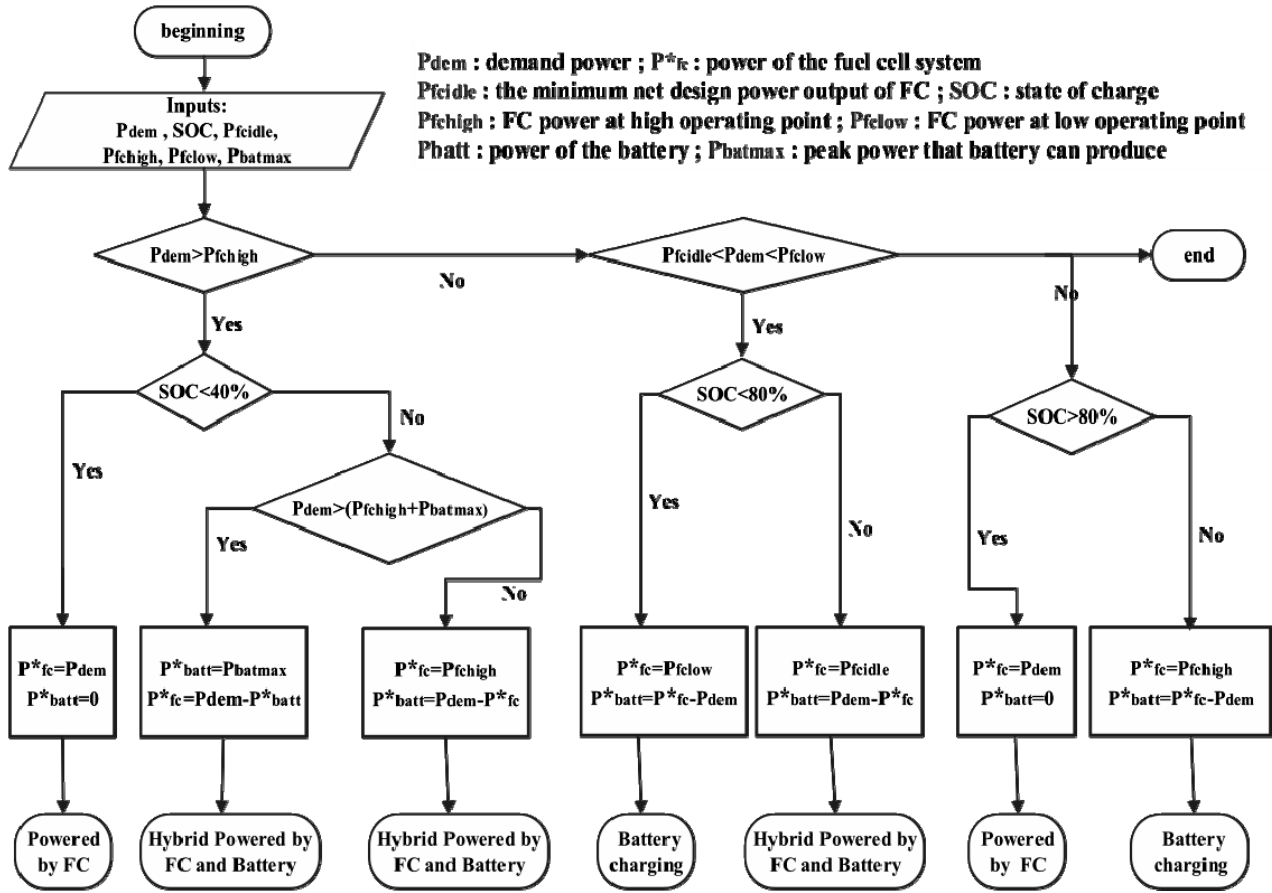 beginning
Pdem : demand power ; P*fc : power of the fuel cell system
Pfcidle : the minimum net design power output of FC ; SOC : state of charge
Pfchigh : FC power at high operating point ; Pfclow : FC power at low operating point
Pbatt : power of the battery ; Pbatmax : peak power that battery can produce
Inputs:
Pdem , SOC, Pfcidle,
Pfchigh, Pfclow, Pbatmax
Pdem>Pfchigh
No
Yes
Pfcidle<Pdem<Pfclow
No
Yes
end
SOC<40%
No
Yes
SOC<80%
Yes
No
SOC>80%
Yes
No
Pdem>(Pfchigh+Pbatmax)
Yes
No
P*fc=Pdem
P*batt=0
P*batt=Pbatmax
P*fc=Pdem-P*batt
P*fc=Pfchigh
P*batt=Pdem-P*fc
P*fc=Pfclow
P*batt=P*fc-Pdem
P*fc=Pfcidle
P*batt=Pdem-P*fc
P*fc=Pdem
P*batt=0
P*fc=Pfchigh
P*batt=P*fc-Pdem
Powered
by FC
Hybrid Powered by
FC and Battery
Hybrid Powered by
FC and Battery
Battery
charging
Hybrid Powered by
FC and Battery
Powered
by FC
Battery
charging